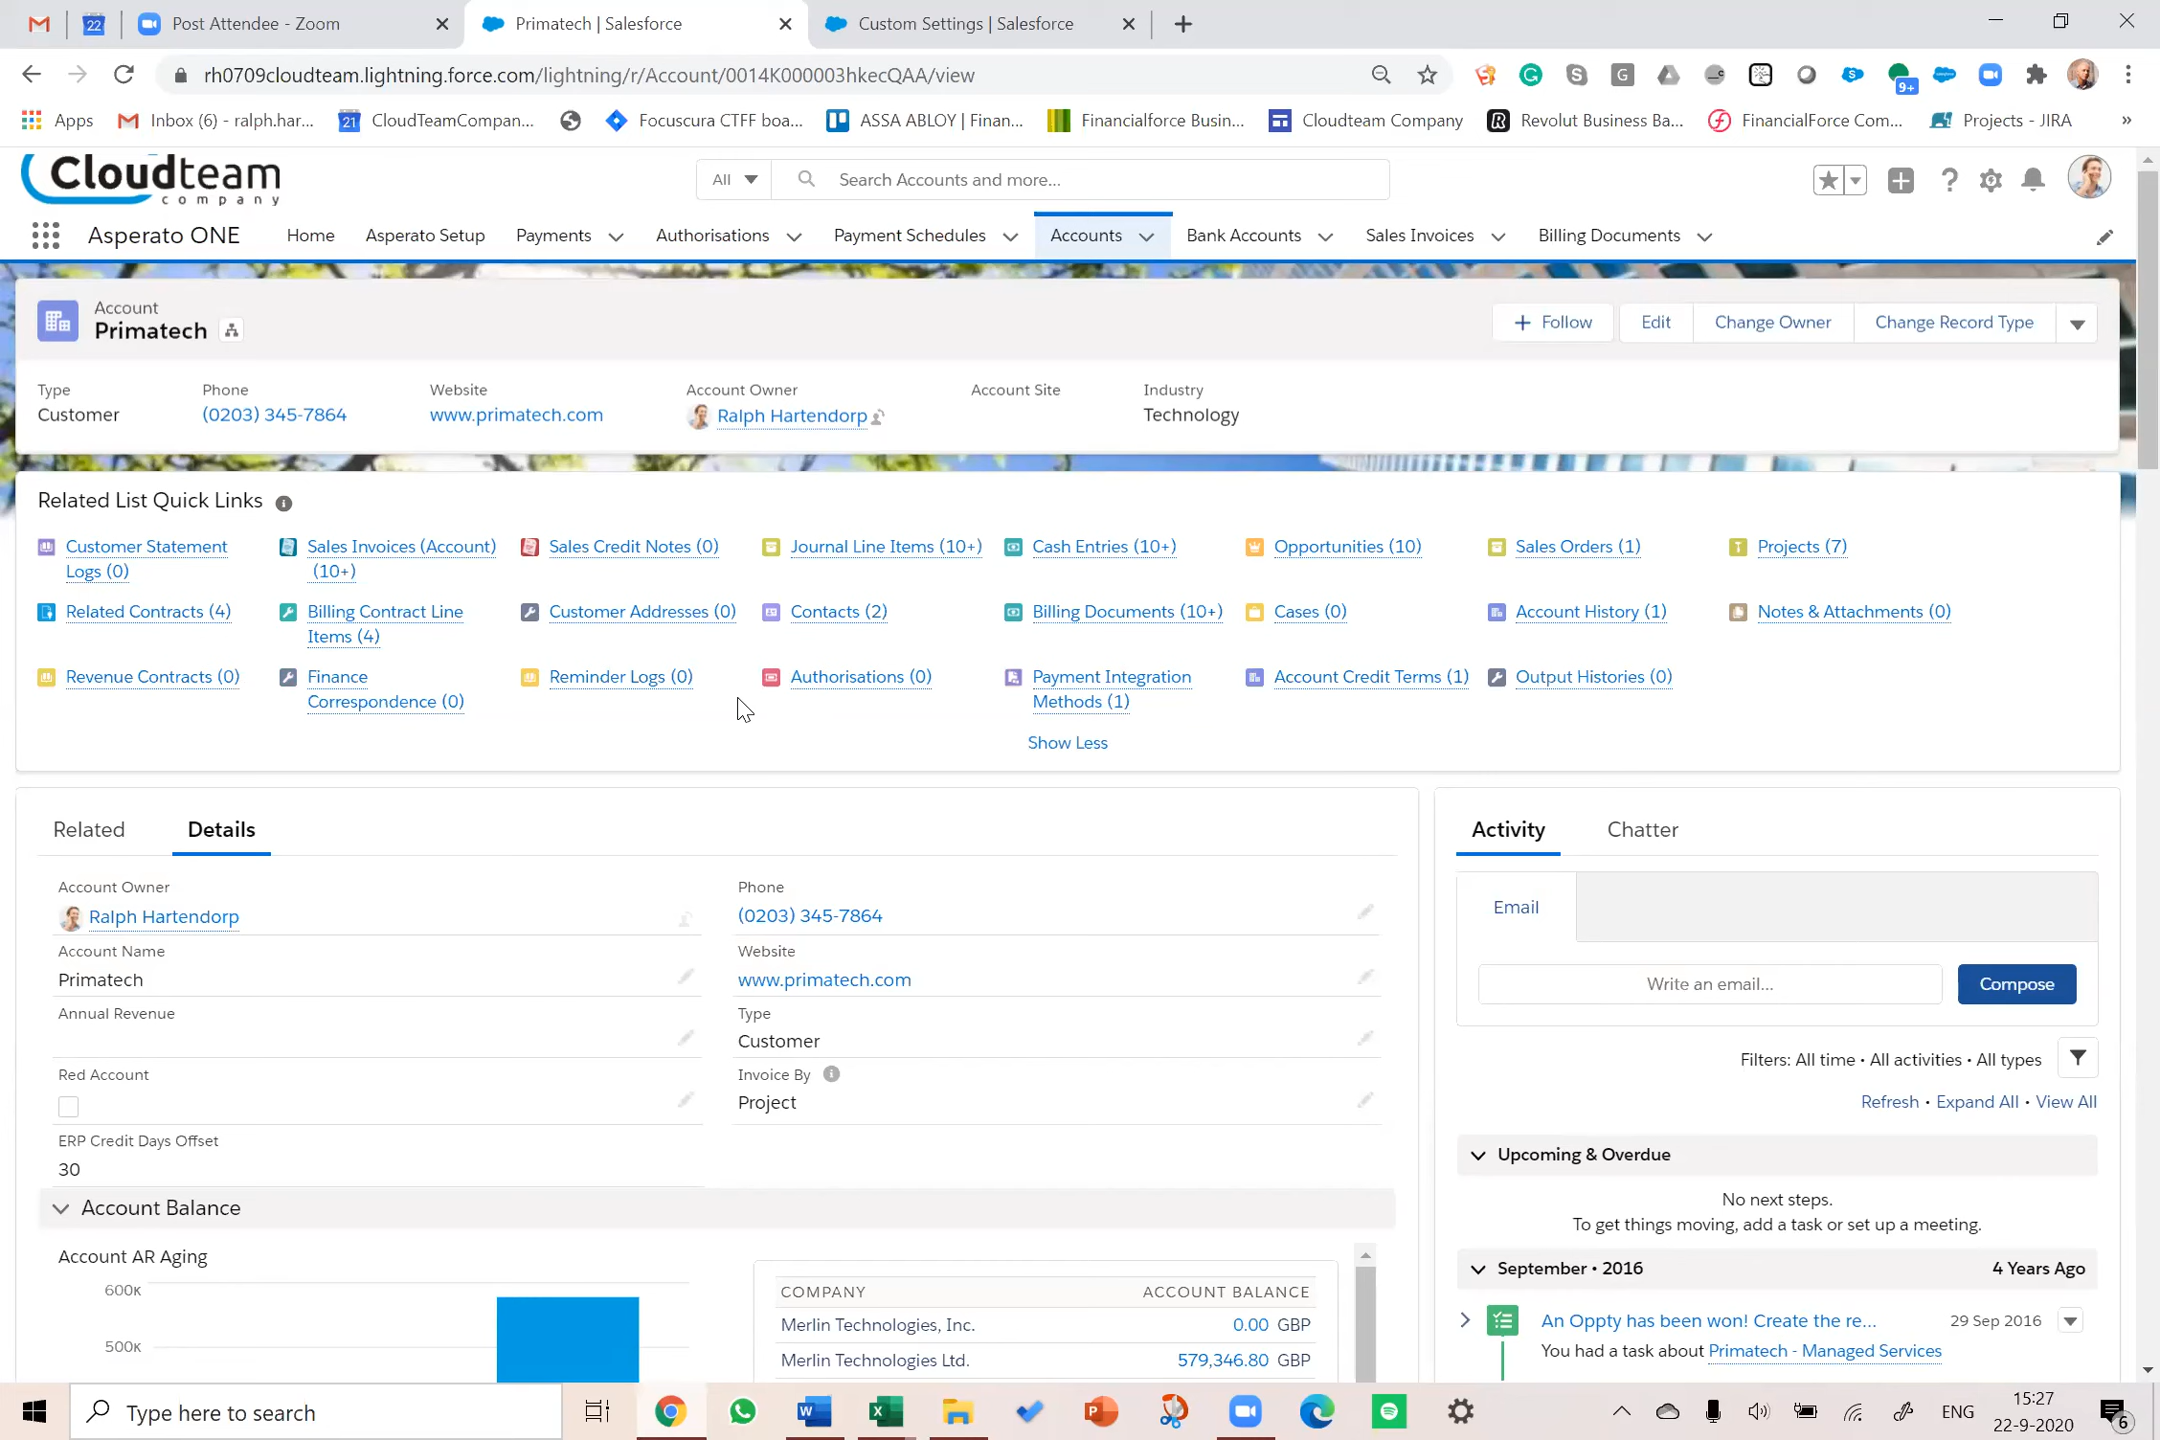 22
Post Attendee - Zoom
Primatech | Salesforce
Custom Settings | Salesforce
rh0709cloudteam.lightning.force.com/lightning/r/Account/0014K000003hkecQAA/view
9+
Apps
Inbox (6) - ralph.har...
21
CloudTeamCompan...
Focuscura CTFF boa...
ASSA ABLOY | Finan...
Financialforce Busin...
Cloudteam Company
Revolut Business Ba...
FinancialForce Com...
Projects - JIRA
»
Cloudteam
company
All
Search Accounts and more...
Asperato ONE
Home
Asperato Setup
Payments
Authorisations
Payment Schedules
Accounts
Bank Accounts
Sales Invoices
Billing Documents
Account
Primatech
+ Follow
Edit
Change Owner
Change Record Type
Type
Customer
Phone
(0203) 345-7864
Website
www.primatech.com
Account Owner
Ralph Hartendorp
Account Site
Industry
Technology
Related List Quick Links
Customer Statement
Logs (0)
Sales Invoices (Account)
(10+)
Sales Credit Notes (0)
Journal Line Items (10+)
Cash Entries (10+)
Opportunities (10)
Sales Orders (1)
Projects (7)
Related Contracts (4)
Billing Contract Line
Items (4)
Customer Addresses (0)
Contacts (2)
Billing Documents (10+)
Cases (0)
Account History (1)
Notes & Attachments (0)
Revenue Contracts (0)
Finance
Correspondence (0)
Reminder Logs (0)
Authorisations (0)
Payment Integration
Methods (1)
Account Credit Terms (1)
Output Histories (0)
Show Less
Related
Details
Account Owner
Ralph Hartendorp
Account Name
Primatech
Annual Revenue
Red Account
ERP Credit Days Offset
30
Phone
(0203) 345-7864
Website
www.primatech.com
Type
Customer
Invoice By
Project
Account Balance
Account AR Aging
600K
500K
COMPANY
ACCOUNT BALANCE
Merlin Technologies, Inc.
0.00 GBP
Merlin Technologies Ltd.
579,346.80 GBP
Activity
Chatter
Email
Write an email...
Compose
Filters: All time • All activities • All types
Refresh • Expand All • View All
Upcoming & Overdue
No next steps.
To get things moving, add a task or set up a meeting.
September • 2016
4 Years Ago
An Oppty has been won! Create the re...
29 Sep 2016
You had a task about Primatech - Managed Services
Type here to search
ENG
15:27
22-9-2020
6